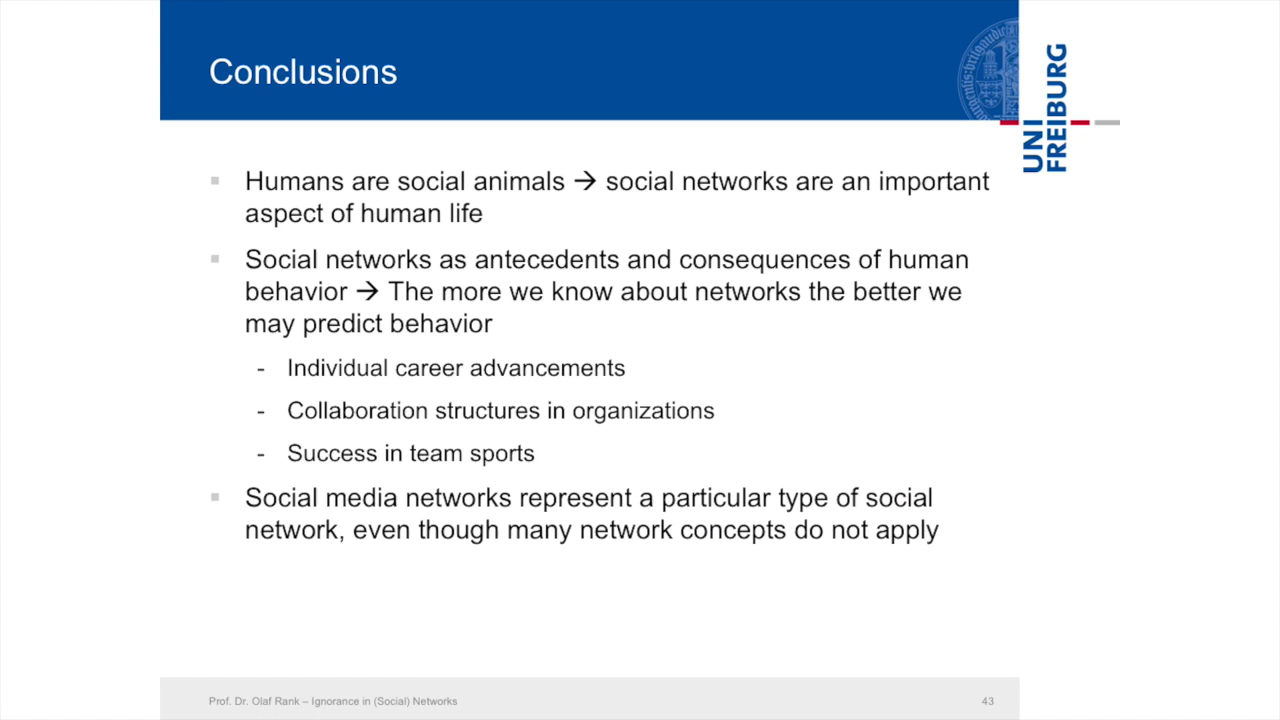 Conclusions
UNI
FREIBURG
Humans are social animals → social networks are an important
aspect of human life
Social networks as antecedents and consequences of human
behavior → The more we know about networks the better we
may predict behavior
- Individual career advancements
- Collaboration structures in organizations
- Success in team sports
Social media networks represent a particular type of social
network, even though many network concepts do not apply
Prof. Dr. Olaf Rank – Ignorance in (Social) Networks
43